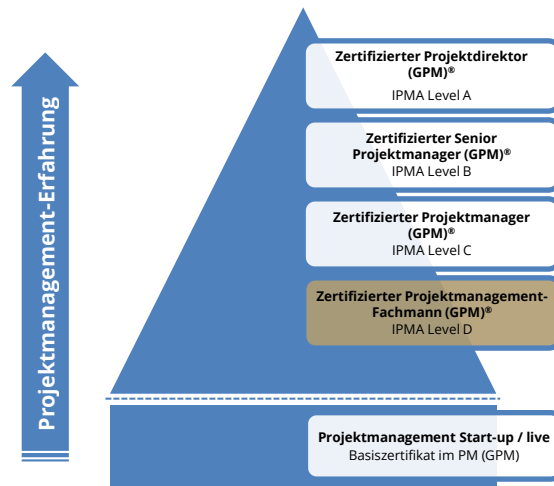 Projektmanagement-Erfahrung
Zertifizierter Projektdirektor
(GPM)®
IPMA Level A
Zertifizierter Senior
Projektmanager (GPM)®
IPMA Level B
Zertifizierter Projektmanager
(GPM)®
IPMA Level C
Zertifizierter Projektmanagement-
Fachmann (GPM)®
IPMA Level D
Projektmanagement Start-up / live
Basiszertifikat im PM (GPM)